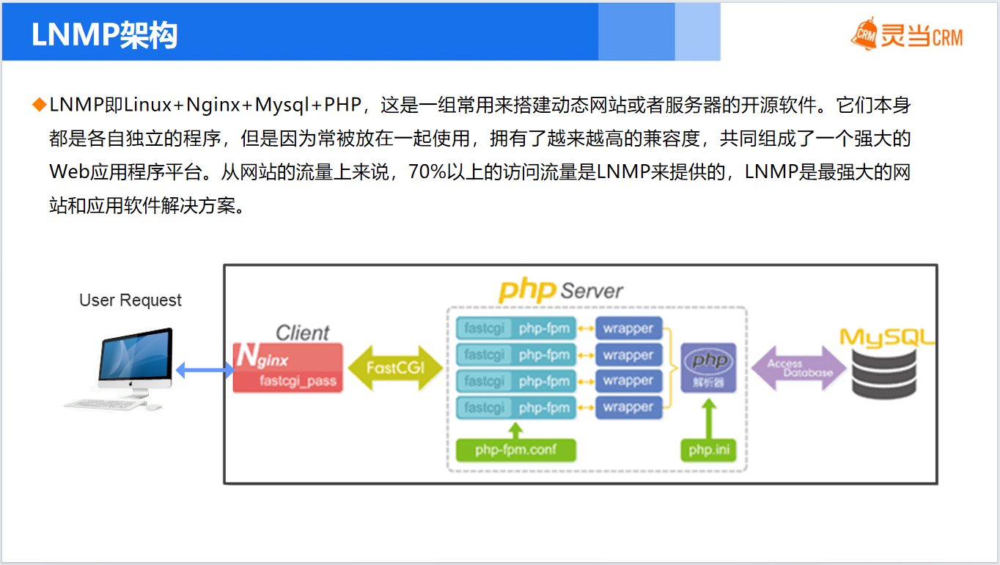 LNMP架构
CRM 灵当CRM
LNMP即Linux+Nginx+Mysql+PHP，这是一组常用来搭建动态网站或者服务器的开源软件。它们本身
都是各自独立的程序，但是因为常被放在一起使用，拥有了越来越高的兼容度，共同组成了一个强大的
Web应用程序平台。从网站的流量上来说，70%以上的访问流量是LNMP来提供的，LNMP是最强大的网
站和应用软件解决方案。
User Request
php Server
Client
Nginx
fastcgi_pass
FastCGI
fastcgi php-fpm wrapper
fastcgi php-fpm wrapper
fastcgi php-fpm wrapper
fastcgi php-fpm wrapper
php-fpm.conf
php
解析器
php.ini
Access
Database
MySQL